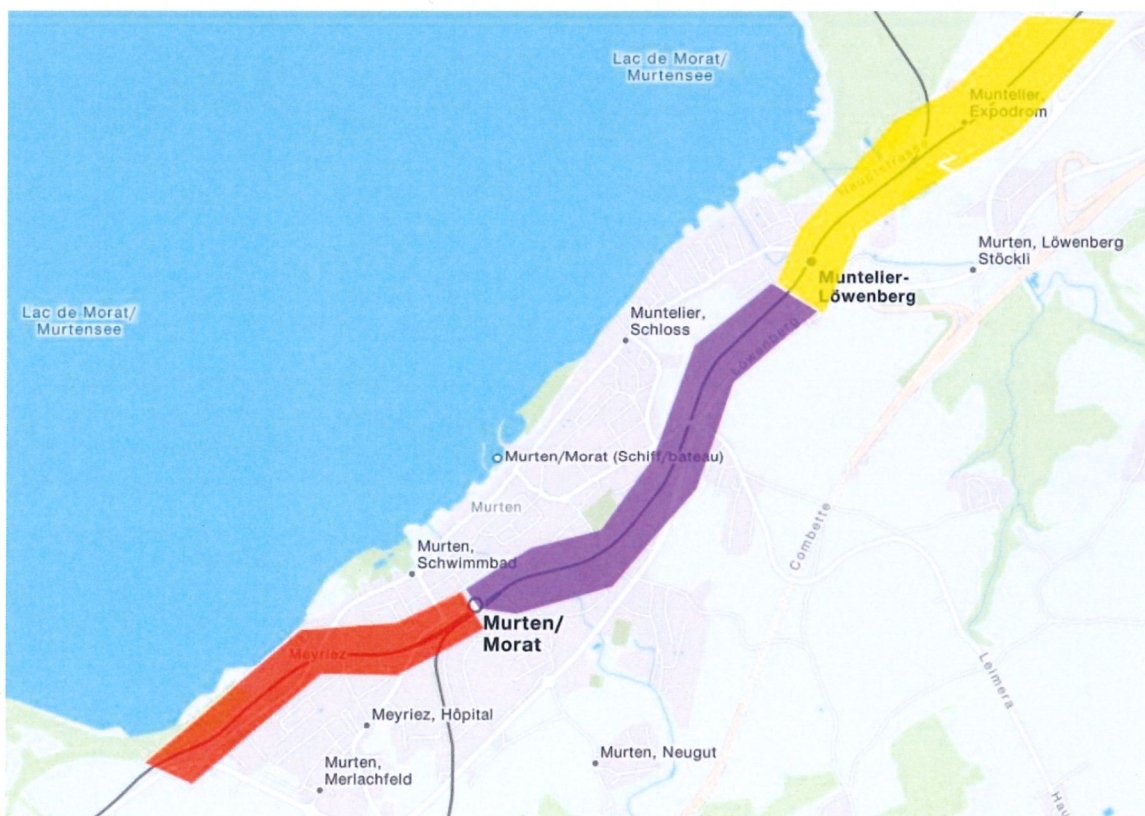 Lac de Morat/
Murtensee
Muntelier,
Expodrom
Hauptstrasse
Murten, Löwenberg
Stöckli
Muntelier-
Löwenberg
Lac de Morat/
Murtensee
Muntelier,
Schloss
Löwenberg
Murten/Morat (Schiff/bateau)
Murten
Combette
Murten,
Schwimmbad
Murten/
Morat
Meyriez
Leimera
Meyriez, Hôpital
Murten, Neugut
Murten,
Merlachfeld